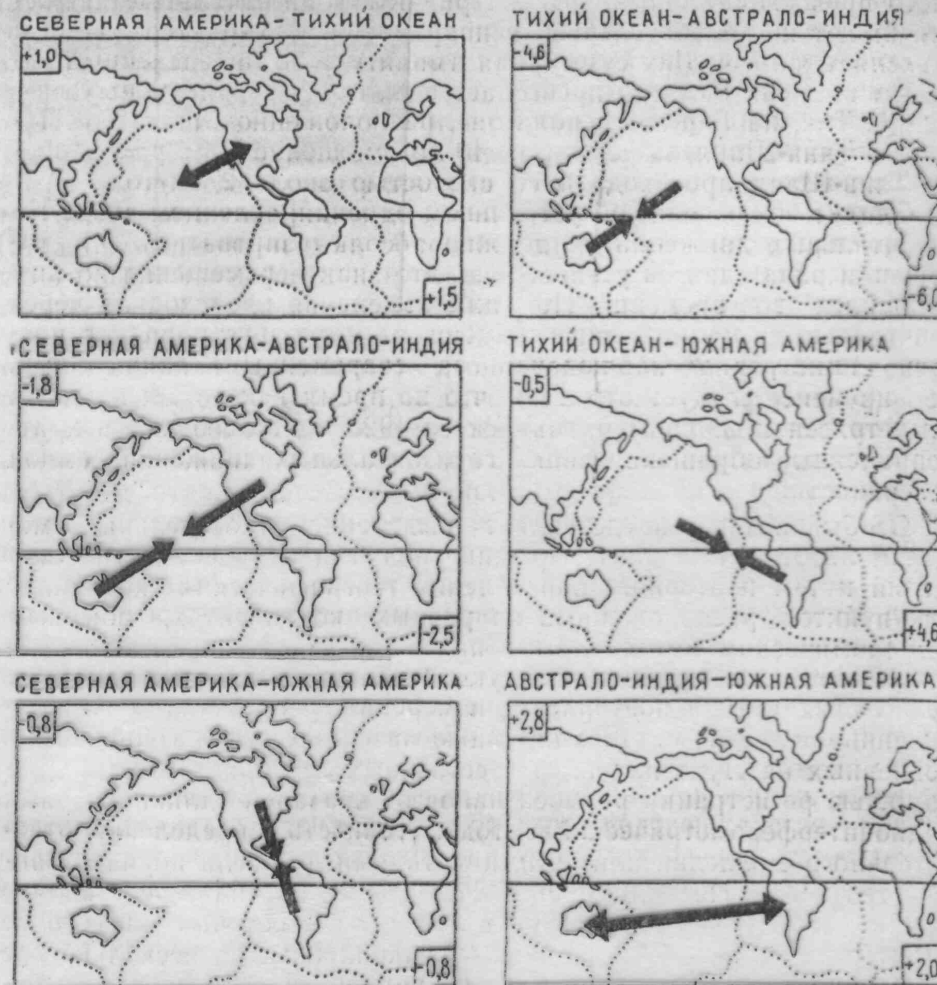 СЕВЕРНАЯ АМЕРИКА-ТИХИЙ ОКЕАН
+1,0
+1,5
ТИХИЙ ОКЕАН-АВСТРАЛО-ИНДИЯ
-4,6
-6,0
СЕВЕРНАЯ АМЕРИКА-АВСТРАЛО-ИНДИЯ
-1,8
-2,5
ТИХИЙ ОКЕАН-ЮЖНАЯ АМЕРИКА
-0,5
+4,6
СЕВЕРНАЯ АМЕРИКА-ЮЖНАЯ АМЕРИКА
-0,8
-0,8
АВСТРАЛО-ИНДИЯ-ЮЖНАЯ АМЕРИКА
+2,8
+2,0